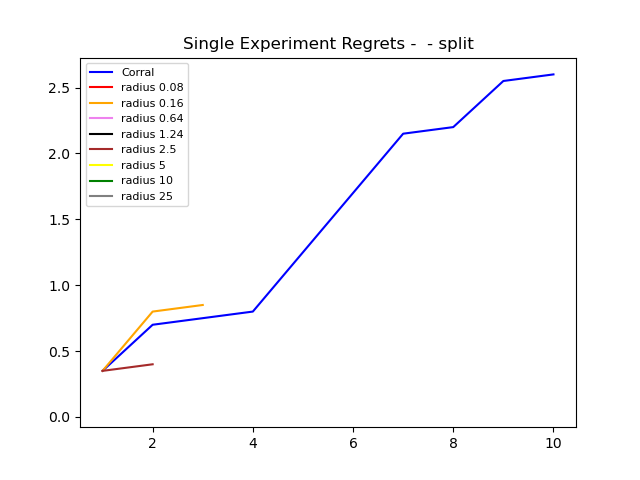 Single Experiment Regrets -  - split
Corral
radius 0.08
radius 0.16
radius 0.64
radius 1.24
radius 2.5
radius 5
radius 10
radius 25
2.5
2.0
1.5
1.0
0.5
0.0
2 4 6 8 10